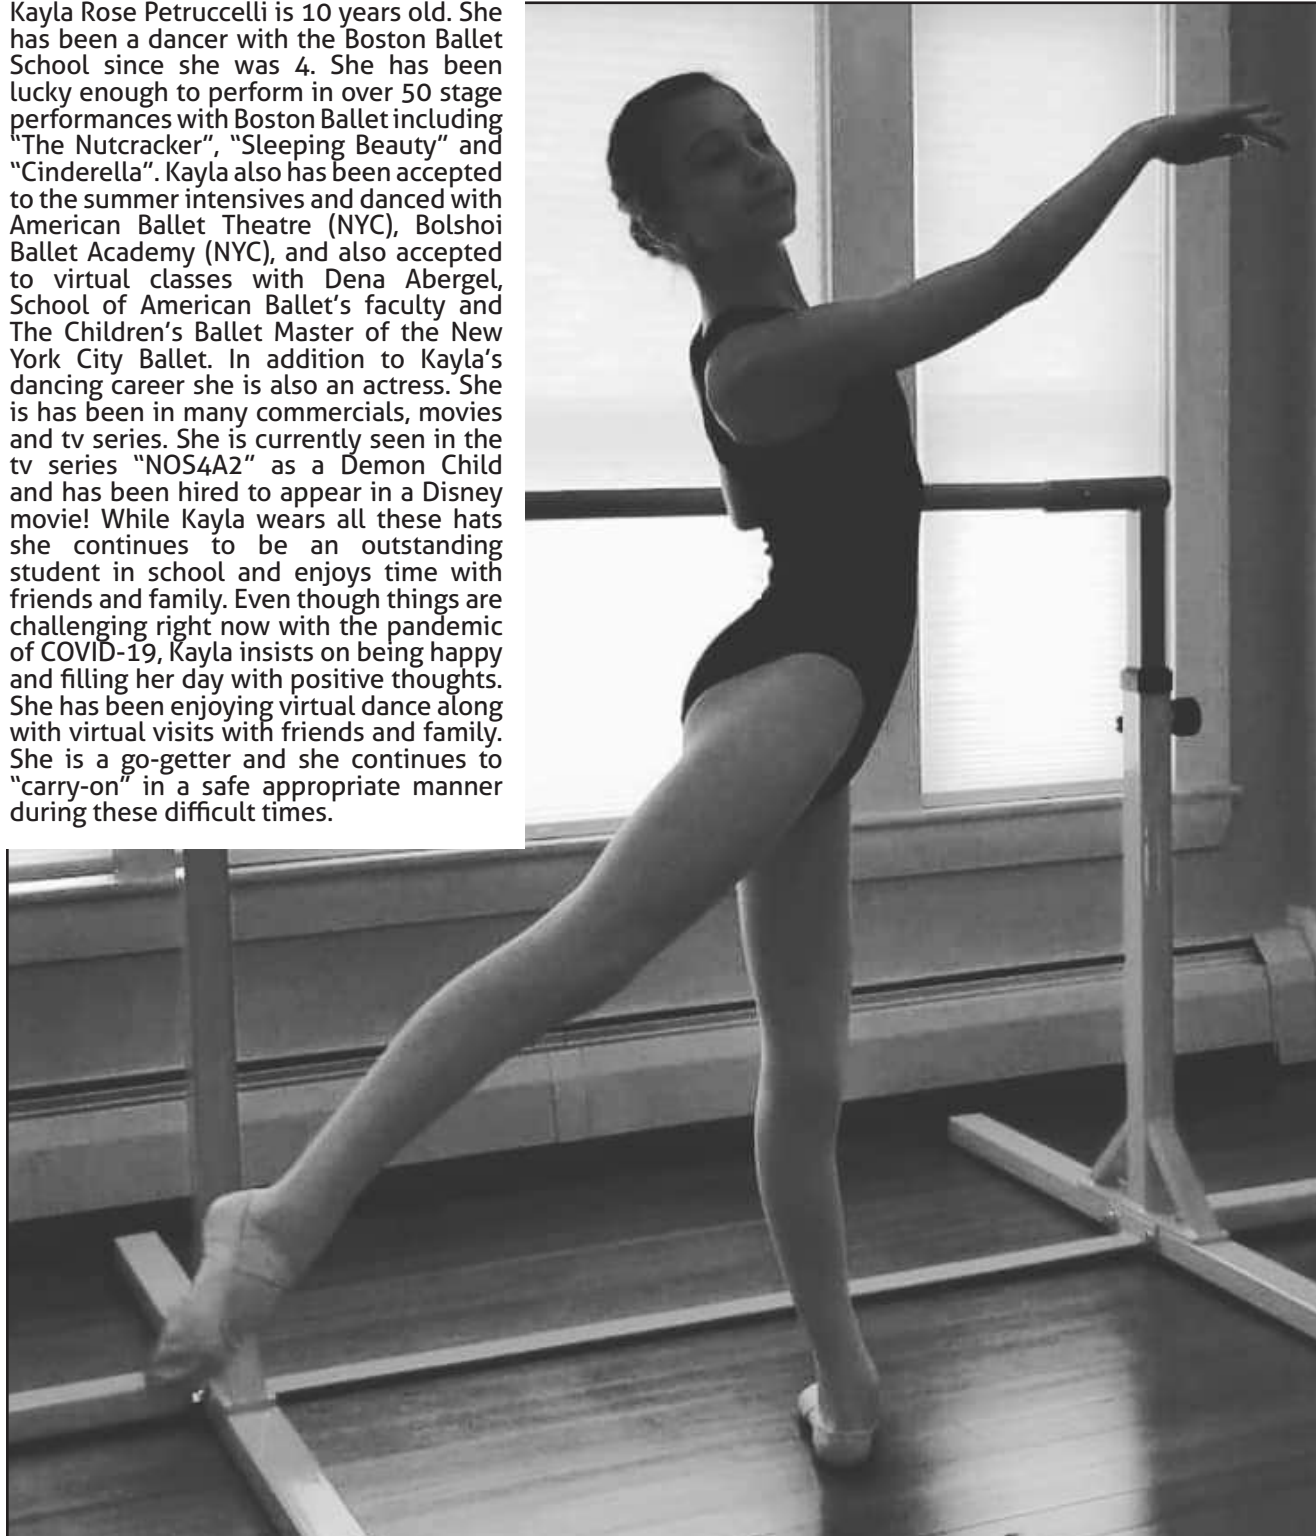 Kayla Rose Petruccelli is 10 years old. She
has been a dancer with the Boston Ballet
School since she was 4. She has been
lucky enough to perform in over 50 stage
performances with Boston Ballet including
“The Nutcracker”, “Sleeping Beauty” and
“Cinderella”. Kayla also has been accepted
to the summer intensives and danced with
American Ballet Theatre (NYC), Bolshoi
Ballet Academy (NYC), and also accepted
to virtual classes with Dena Abergel,
School of American Ballet’s faculty and
The Children’s Ballet Master of the New
York City Ballet. In addition to Kayla’s
dancing career she is also an actress. She
is has been in many commercials, movies
and tv series. She is currently seen in the
tv series “NOS4A2” as a Demon Child
and has been hired to appear in a Disney
movie! While Kayla wears all these hats
she continues to be an outstanding
student in school and enjoys time with
friends and family. Even though things are
challenging right now with the pandemic
of COVID-19, Kayla insists on being happy
and filling her day with positive thoughts.
She has been enjoying virtual dance along
with virtual visits with friends and family.
She is a go-getter and she continues to
“carry-on” in a safe appropriate manner
during these difficult times.